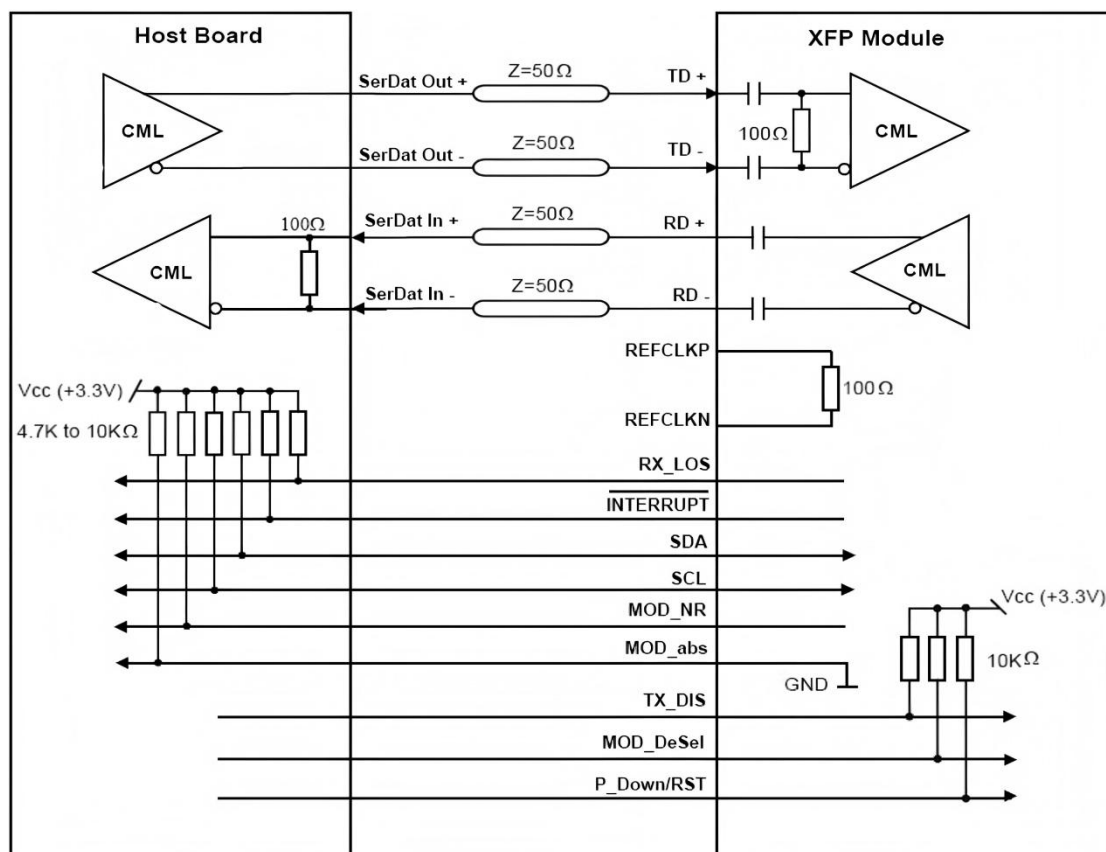 Host Board
XFP Module
SerDat Out +
Z=50Ω
TD +
CML
100Ω
CML
SerDat Out -
Z=50Ω
TD -
SerDat In +
Z=50Ω
RD +
100Ω
CML
CML
SerDat In -
Z=50Ω
RD -
REFCLKP
100Ω
REFCLKN
Vcc (+3.3V)
4.7K to 10KΩ
RX_LOS
INTERRUPT
SDA
SCL
MOD_NR
MOD_abs
Vcc (+3.3V)
10KΩ
GND
TX_DIS
MOD_DeSel
P_Down/RST